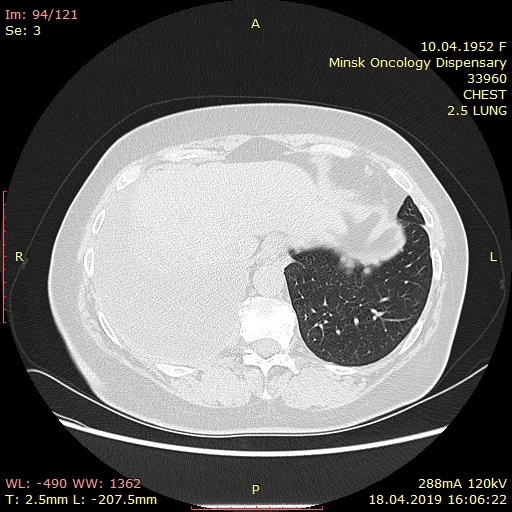 Im: 94/121
Se: 3
A
10.04.1952 F
Minsk Oncology Dispensary
33960
CHEST
2.5 LUNG
R
L
WL: -490 WW: 1362
T: 2.5mm L: -207.5mm
P
288mA 120kV
18.04.2019 16:06:22